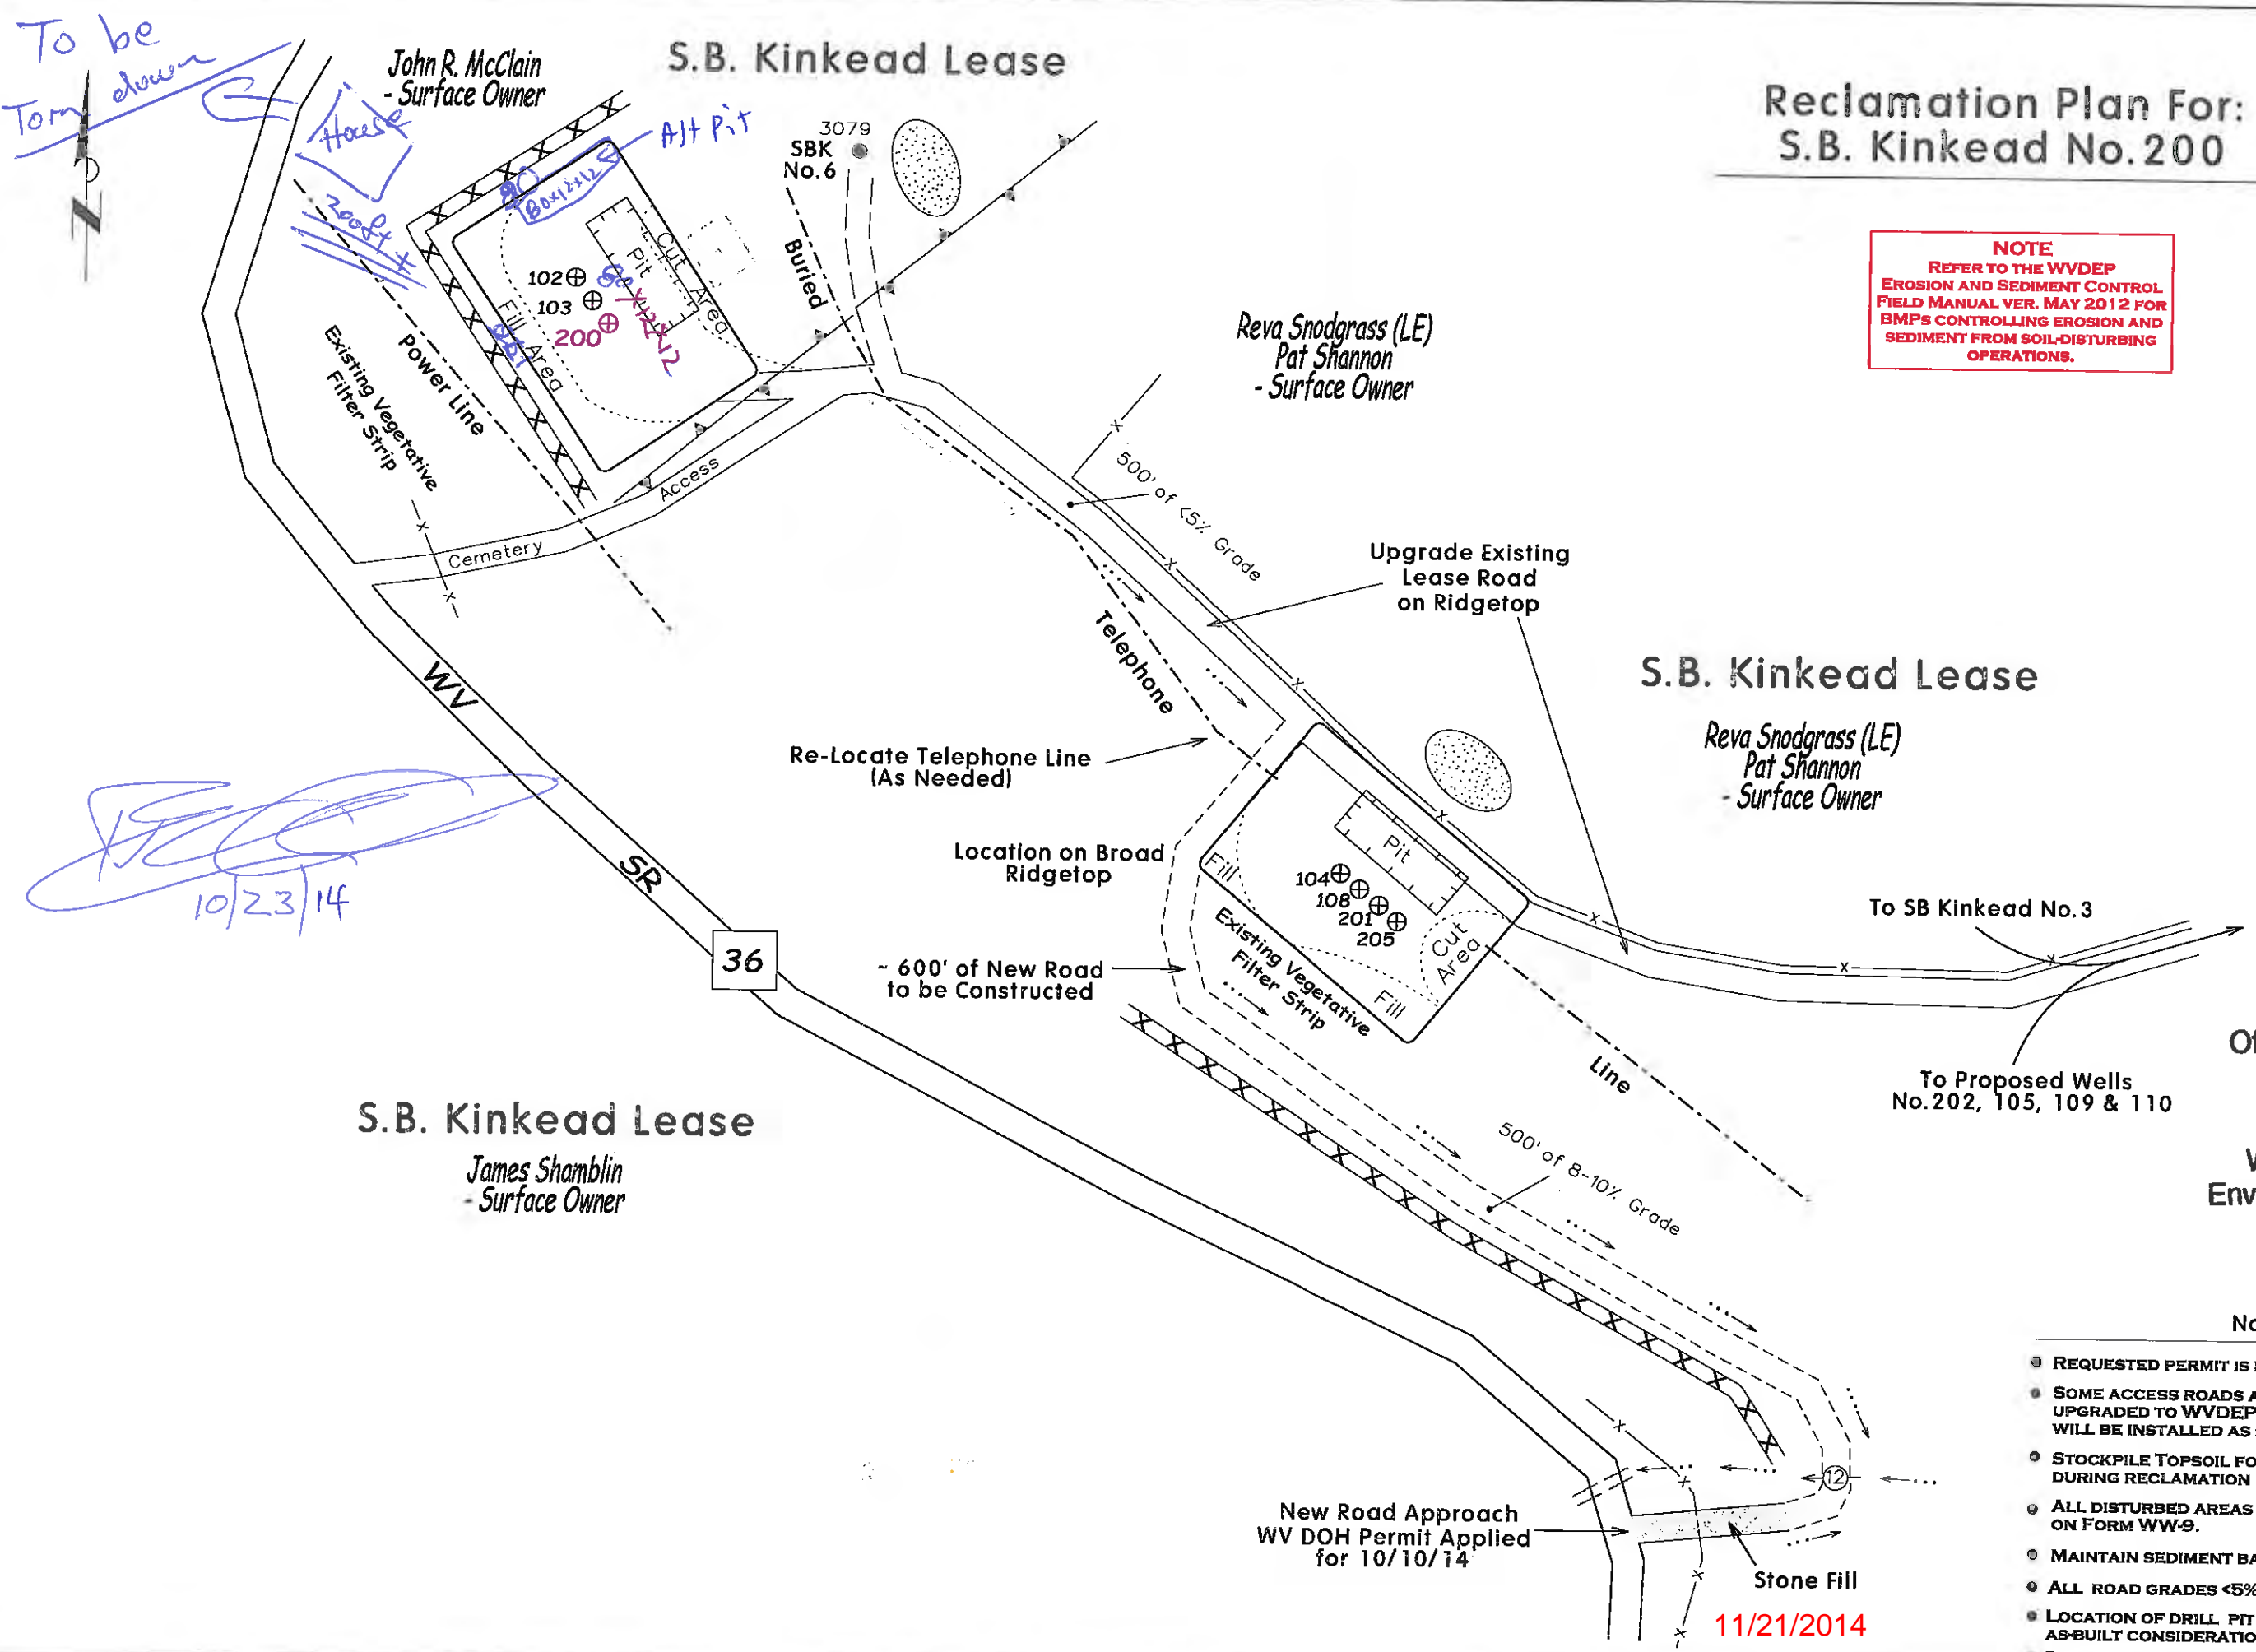 To be
Torn down
House
200ft +
John R. McClain
- Surface Owner
S.B. Kinkead Lease
Alt Pit
80x12x12
3079
SBK
No.6
Reclamation Plan For:
S.B. Kinkead No.200
NOTE
REFER TO THE WVDEP
EROSION AND SEDIMENT CONTROL
FIELD MANUAL VER. MAY 2012 FOR
BMPS CONTROLLING EROSION AND
SEDIMENT FROM SOIL-DISTURBING
OPERATIONS.
102
103
200
Pit
Cut Area
Fill Area
80x12x12
Buried
Power Line
Existing Vegetative
Filter Strip
Reva Snodgrass (LE)
Pat Shannon
- Surface Owner
Cemetery
Access
500' of <5% Grade
Upgrade Existing
Lease Road
on Ridgetop
Telephone
WV
SR
36
S.B. Kinkead Lease
Reva Snodgrass (LE)
Pat Shannon
- Surface Owner
Re-Locate Telephone Line
(As Needed)
Location on Broad
Ridgetop
Fill
Pit
104
108
201
205
Cut
Area
Fill
Existing Vegetative
Filter Strip
To SB Kinkead No.3
10/23/14
~ 600' of New Road
to be Constructed
Line
To Proposed Wells
No.202, 105, 109 & 110
S.B. Kinkead Lease
James Shamblin
- Surface Owner
500' of 8-10% Grade
Env
REQUESTED PERMIT IS
SOME ACCESS ROADS
UPGRADED TO WVDEP
WILL BE INSTALLED AS
STOCKPILE TOPSOIL FO
DURING RECLAMATION
ALL DISTURBED AREAS
ON FORM WW-9.
MAINTAIN SEDIMENT BA
ALL ROAD GRADES <5%
LOCATION OF DRILL PIT
AS-BUILT CONSIDERATIO
12
New Road Approach
WV DOH Permit Applied
for 10/10/14
Stone Fill
11/21/2014